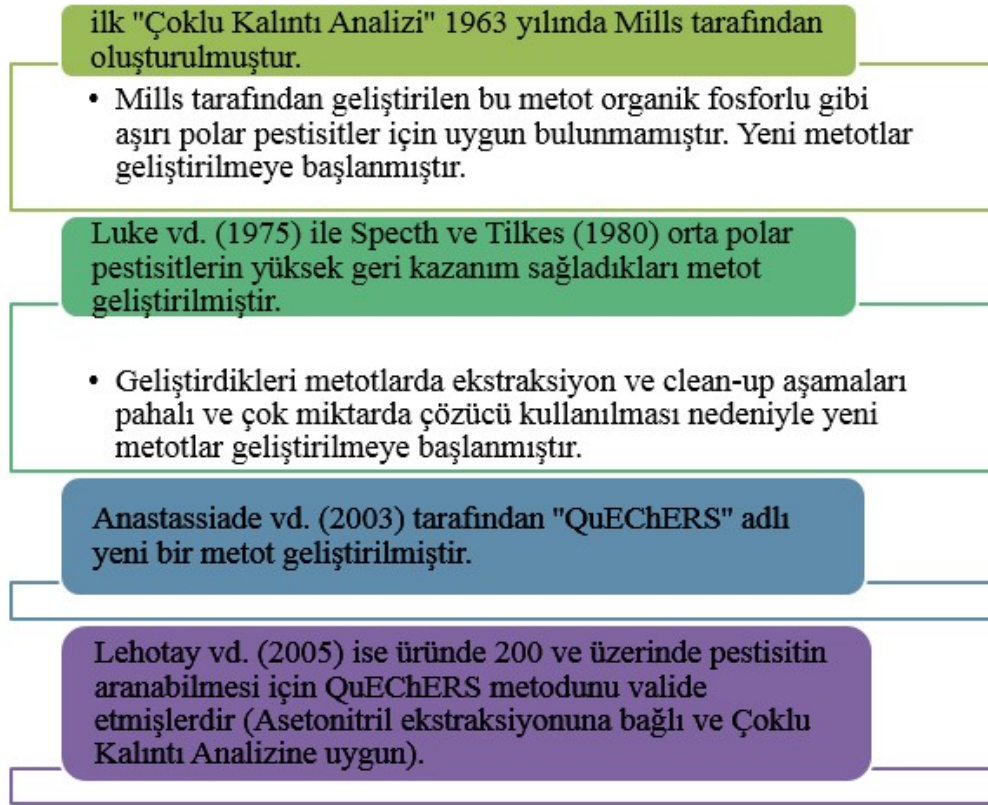 ilk "Çoklu Kalıntı Analizi" 1963 yılında Mills tarafından
oluşturulmuştur.
• Mills tarafından geliştirilen bu metot organik fosforlu gibi
aşırı polar pestisitler için uygun bulunmamıştır. Yeni metotlar
geliştirilmeye başlanmıştır.
Luke vd. (1975) ile Specth ve Tilkes (1980) orta polar
pestisitlerin yüksek geri kazanım sağladıkları metot
geliştirilmiştir.
• Geliştirdikleri metotlarda ekstraksiyon ve clean-up aşamaları
pahalı ve çok miktarda çözücü kullanılması nedeniyle yeni
metotlar geliştirilmeye başlanmıştır.
Anastassiade vd. (2003) tarafından "QuEChERS" adlı
yeni bir metot geliştirilmiştir.
Lehotay vd. (2005) ise üründe 200 ve üzerinde pestisitin
aranabilmesi için QuEChERS metodunu valide
etmişlerdir (Asetonitril ekstraksiyonuna bağlı ve Çoklu
Kalıntı Analizine uygun).